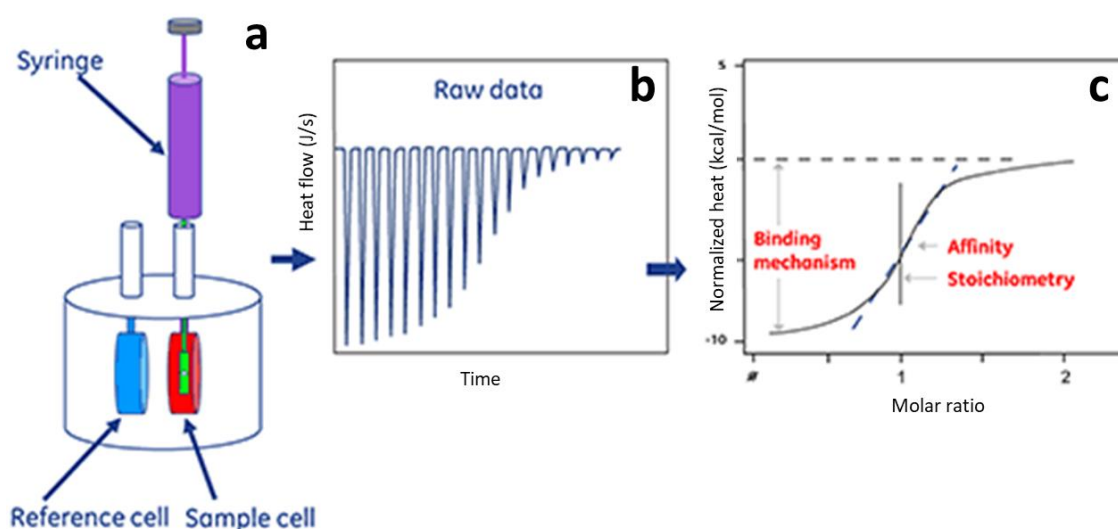 a
Syringe
Reference cell
Sample cell
b
Raw data
Heat flow (J/s)
Time
c
Normalized heat (kcal/mol)
5
-10
Binding
mechanism
Affinity
Stoichiometry
1
2
Molar ratio